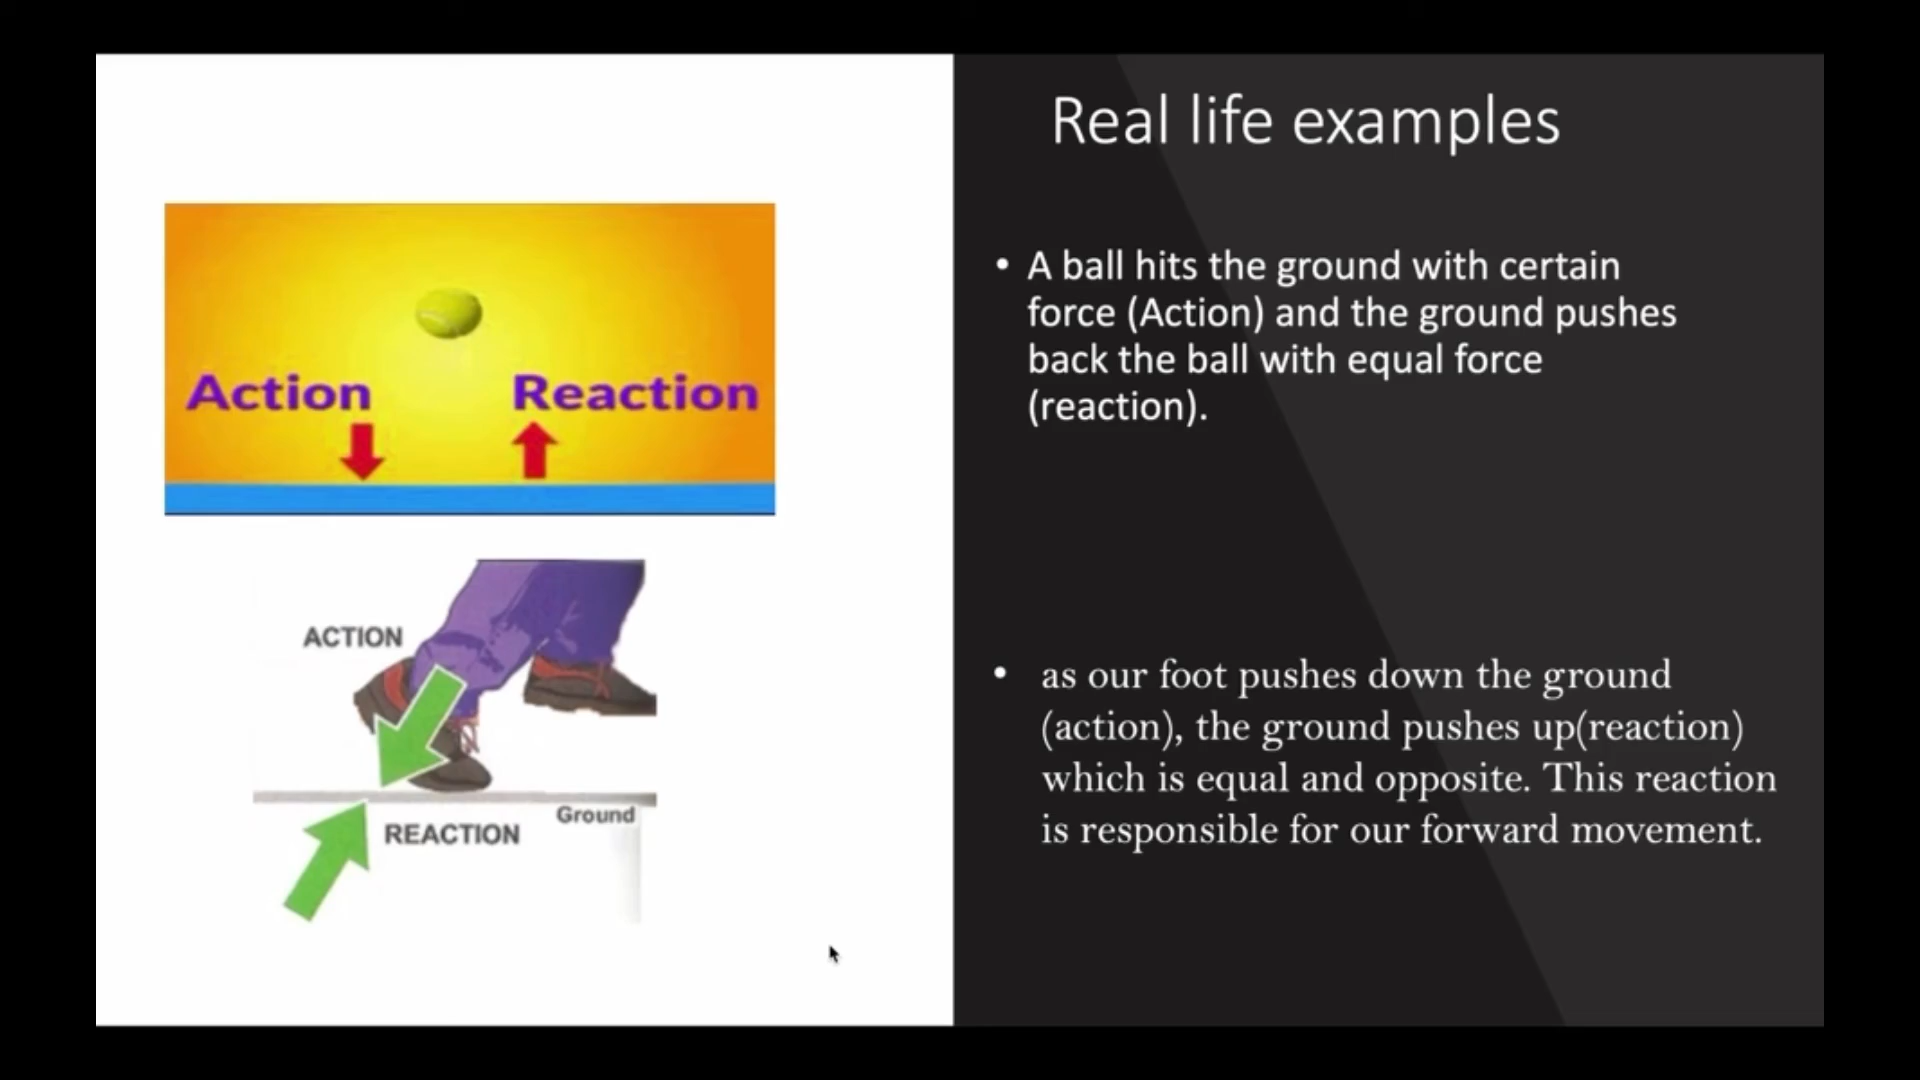 Real life examples
Action Reaction
• A ball hits the ground with certain
force (Action) and the ground pushes
back the ball with equal force
(reaction).
ACTION
REACTION
Ground
• as our foot pushes down the ground
(action), the ground pushes up(reaction)
which is equal and opposite. This reaction
is responsible for our forward movement.